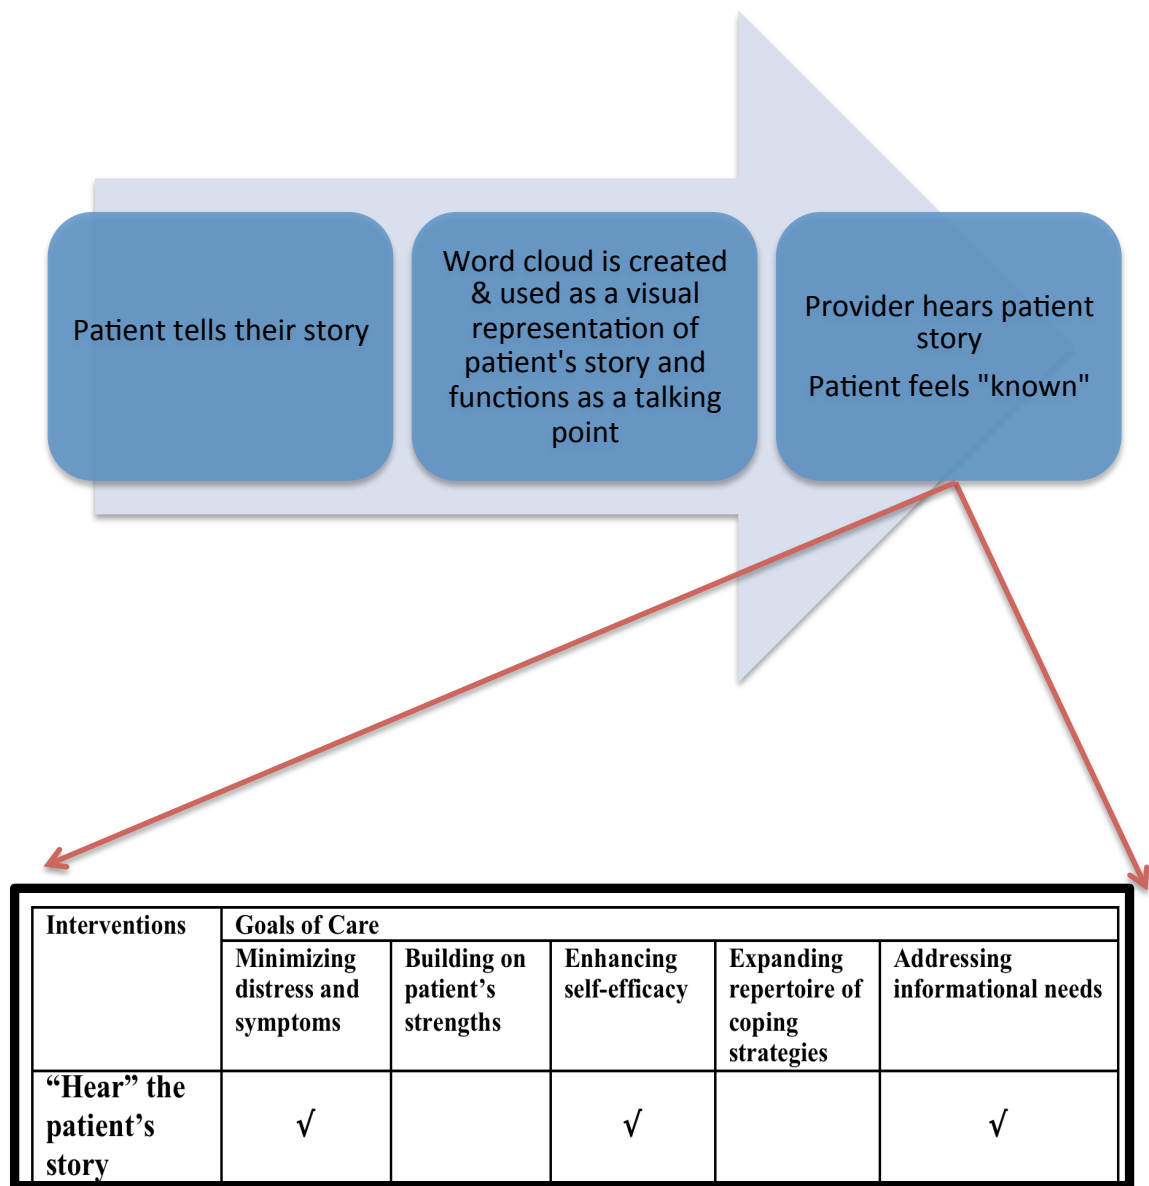 Patient tells their story
Word cloud is created
& used as a visual
representation of
patient's story and
functions as a talking
point
Provider hears patient
story
Patient feels "known"
Interventions
Goals of Care
Minimizing
distress and
symptoms
Building on
patient’s
strengths
Enhancing
self-efficacy
Expanding
repertoire of
coping
strategies
Addressing
informational needs
“Hear” the
patient’s
story
√
√
√